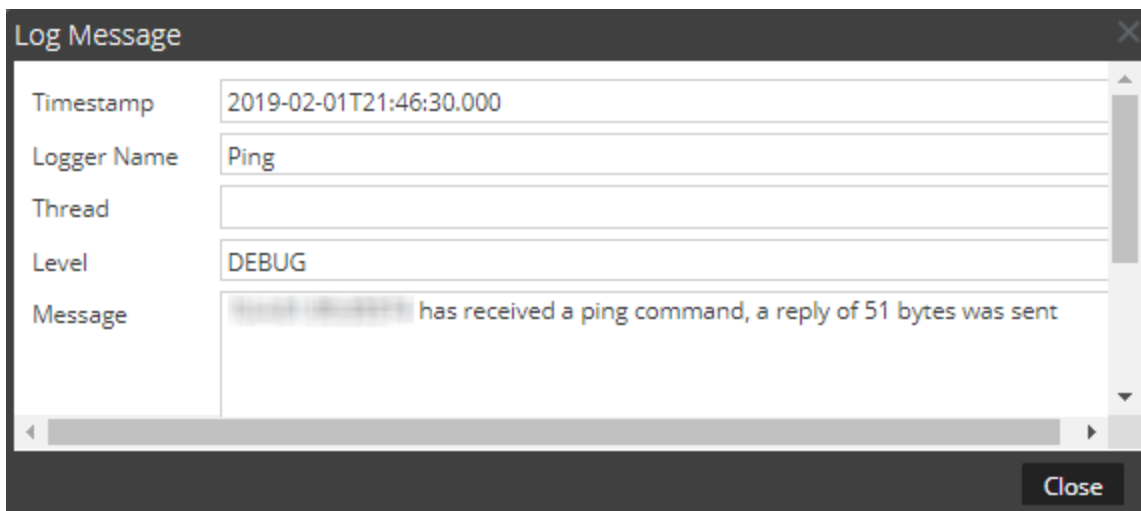 Log Message
Timestamp 2019-02-01T21:46:30.000
Logger Name Ping
Thread
Level DEBUG
Message has received a ping command, a reply of 51 bytes was sent
Close